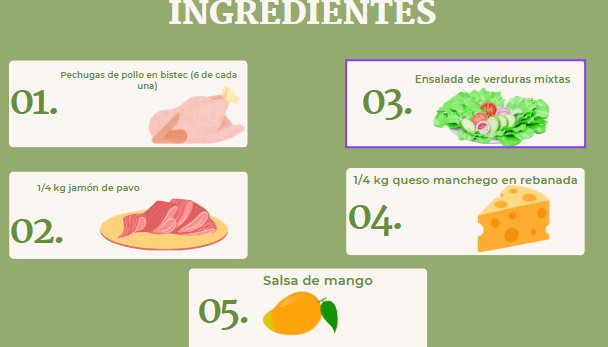 INGREDIENTES
01.
Pechugas de pollo en bistec (6 de cada
una)
02.
1/4 kg jamón de pavo
03.
Ensalada de verduras mixtas
04.
1/4 kg queso manchego en rebanada
05.
Salsa de mango